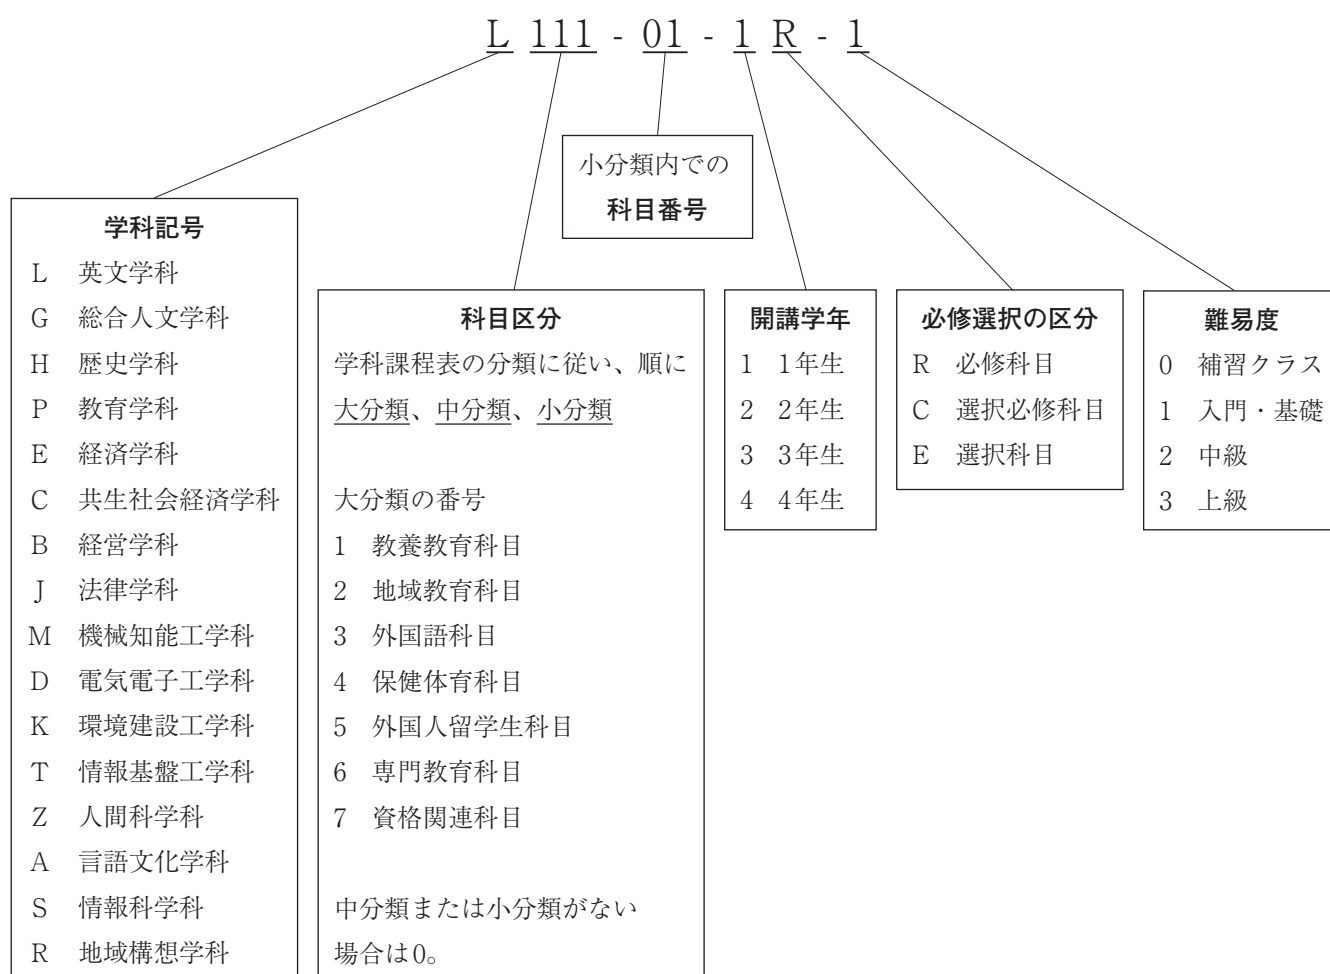 L 111 - 01 - 1 R - 1
小分類内での
科目番号
学科記号
L 英文学科
G 総合人文学科
H 歴史学科
P 教育学科
E 経済学科
C 共生社会経済学科
B 経営学科
J 法律学科
M 機械知能工学科
D 電気電子工学科
K 環境建設工学科
T 情報基盤工学科
Z 人間科学科
A 言語文化学科
S 情報科学科
R 地域構想学科
科目区分
学科課程表の分類に従い、順に
大分類、中分類、小分類
大分類の番号
1 教養教育科目
2 地域教育科目
3 外国語科目
4 保健体育科目
5 外国人留学生科目
6 専門教育科目
7 資格関連科目
中分類または小分類がない
場合は0。
開講学年
1 1年生
2 2年生
3 3年生
4 4年生
必修選択の区分
R 必修科目
C 選択必修科目
E 選択科目
難易度
0 補習クラス
1 入門・基礎
2 中級
3 上級